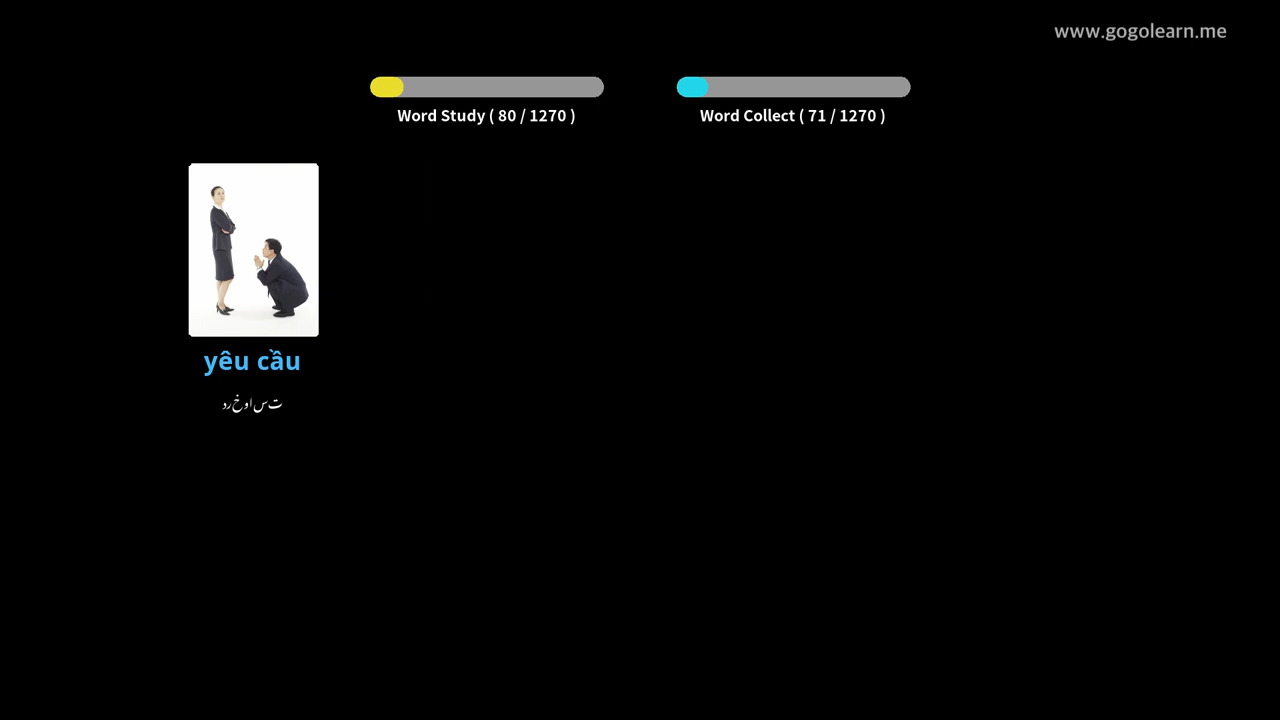 www.gogolearn.me
Word Study ( 80 / 1270 )
Word Collect ( 71 / 1270 )
yêu cầu
درخواست